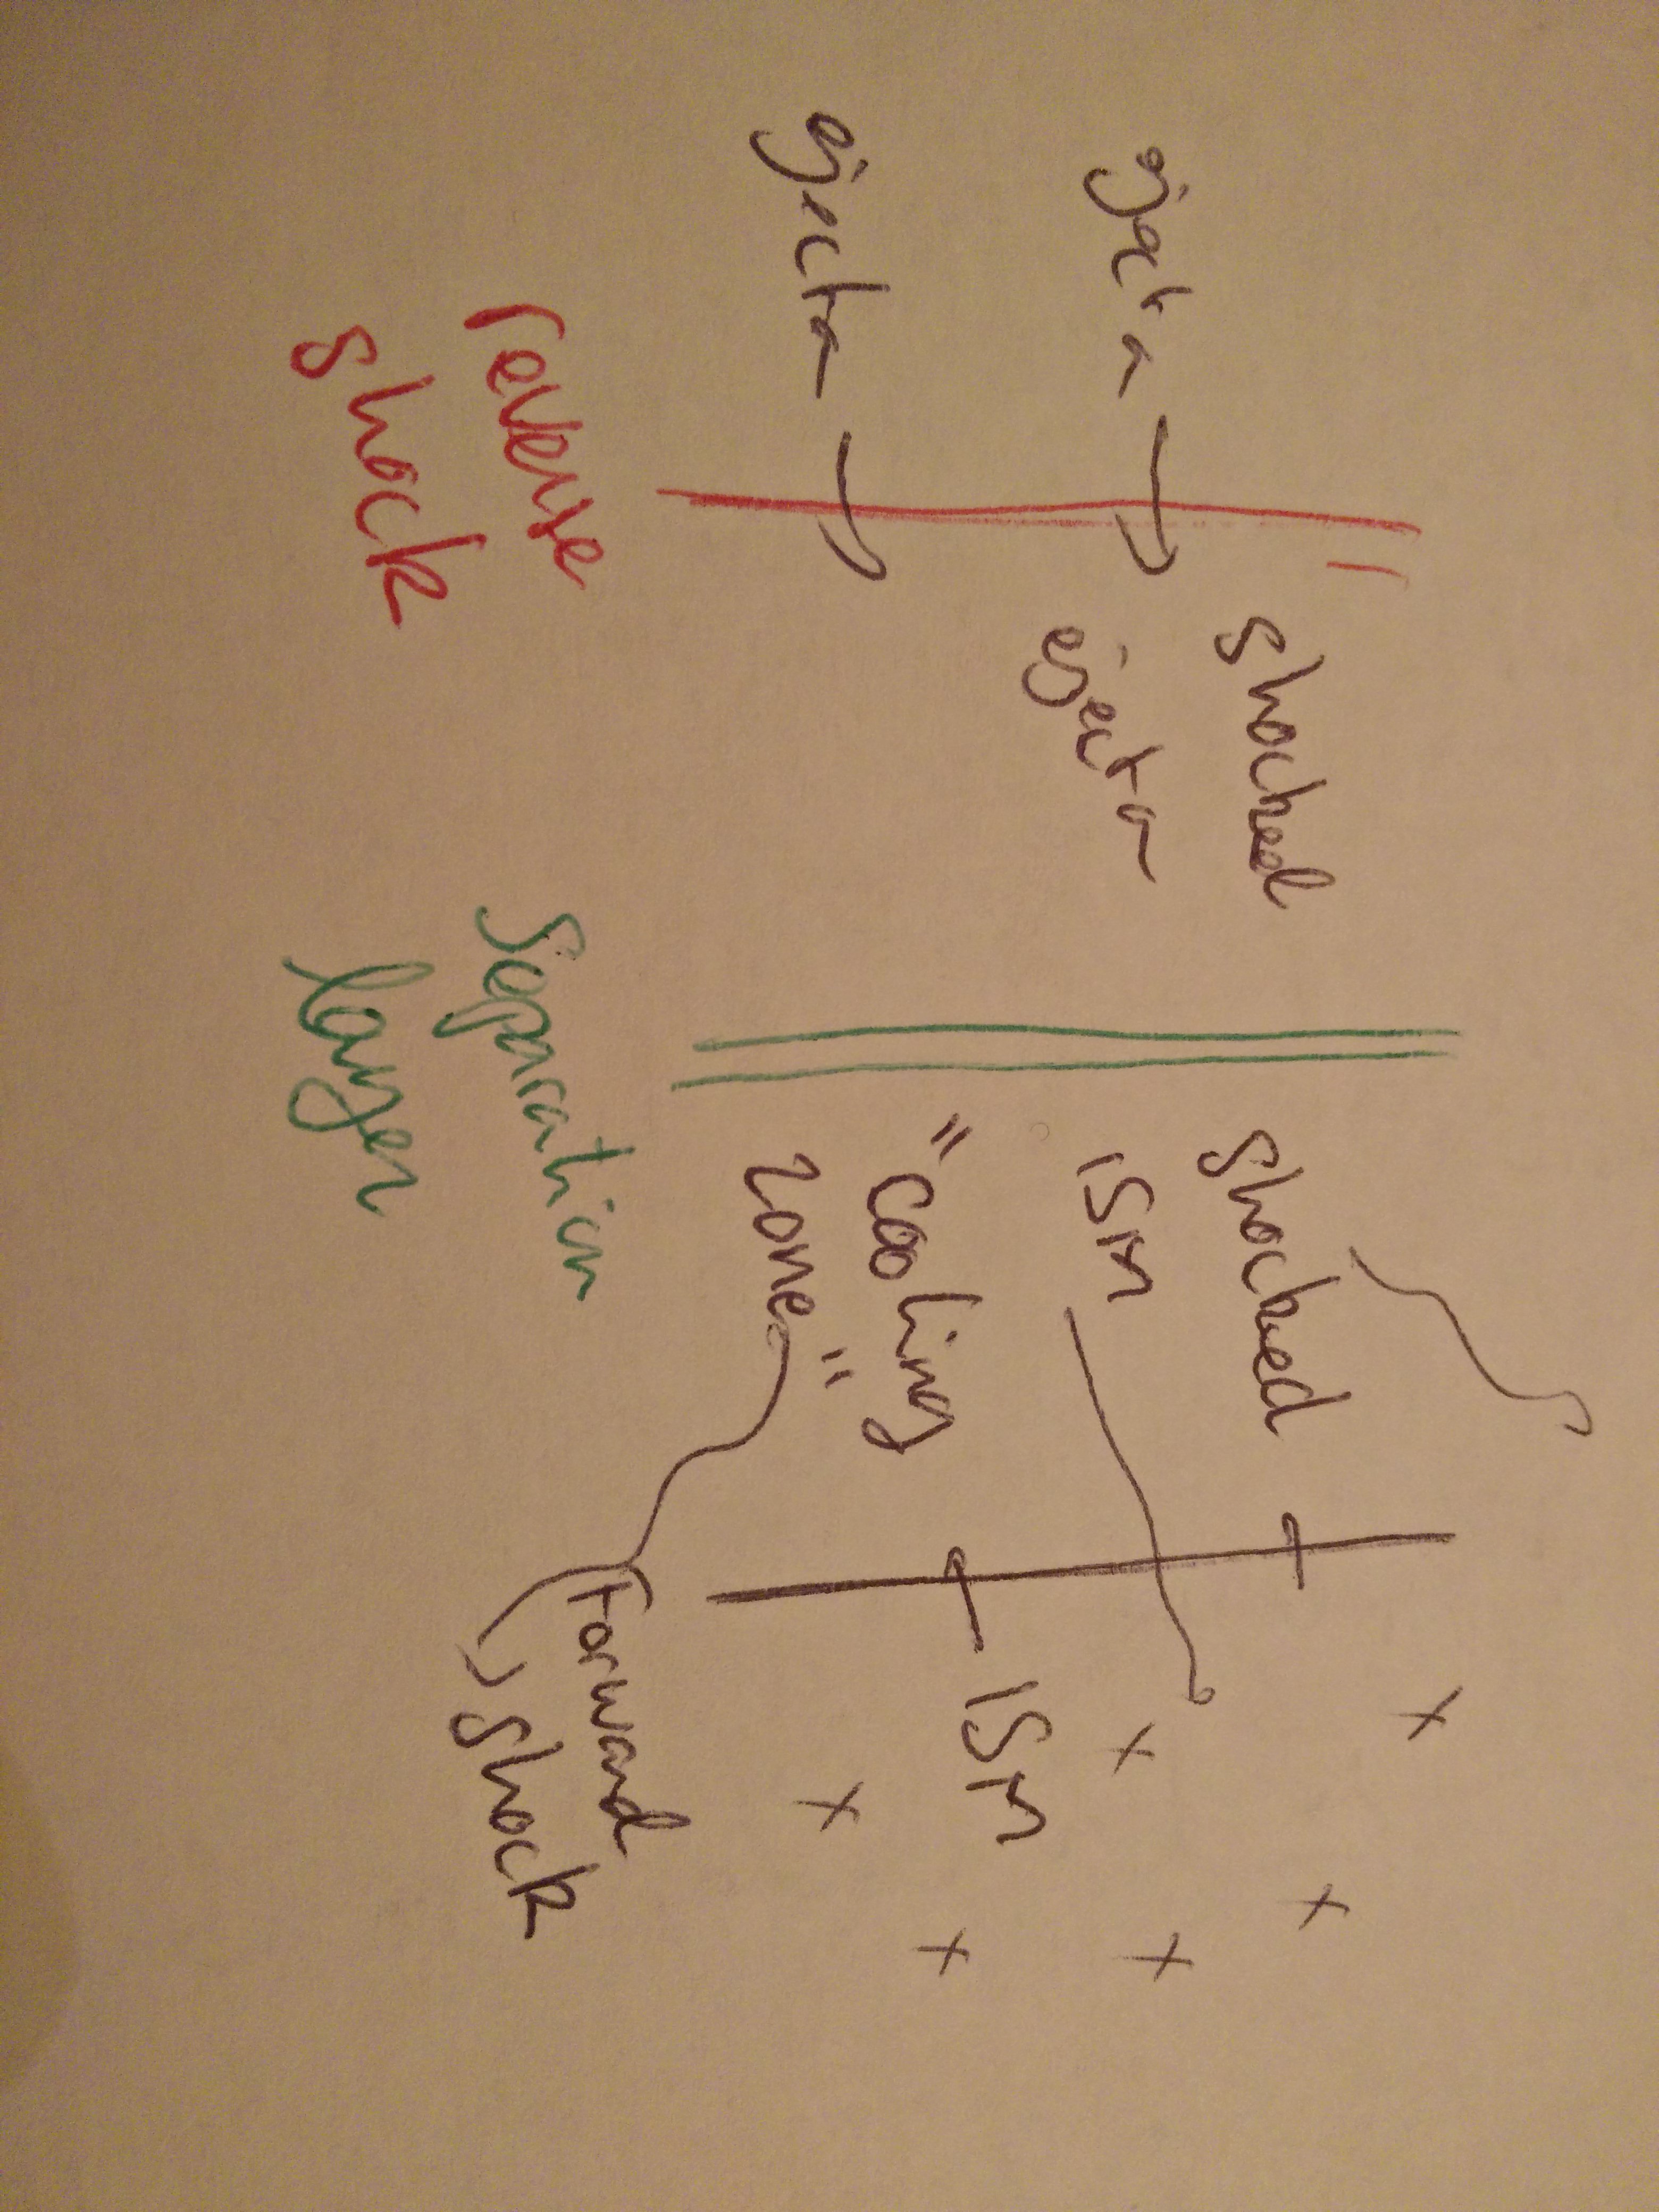 ejecta
ejecta
shocked
ejecta
shocked
ISM
"cooling
zone"
ISM
reverse
shock
Separation
layer
Forward
shock